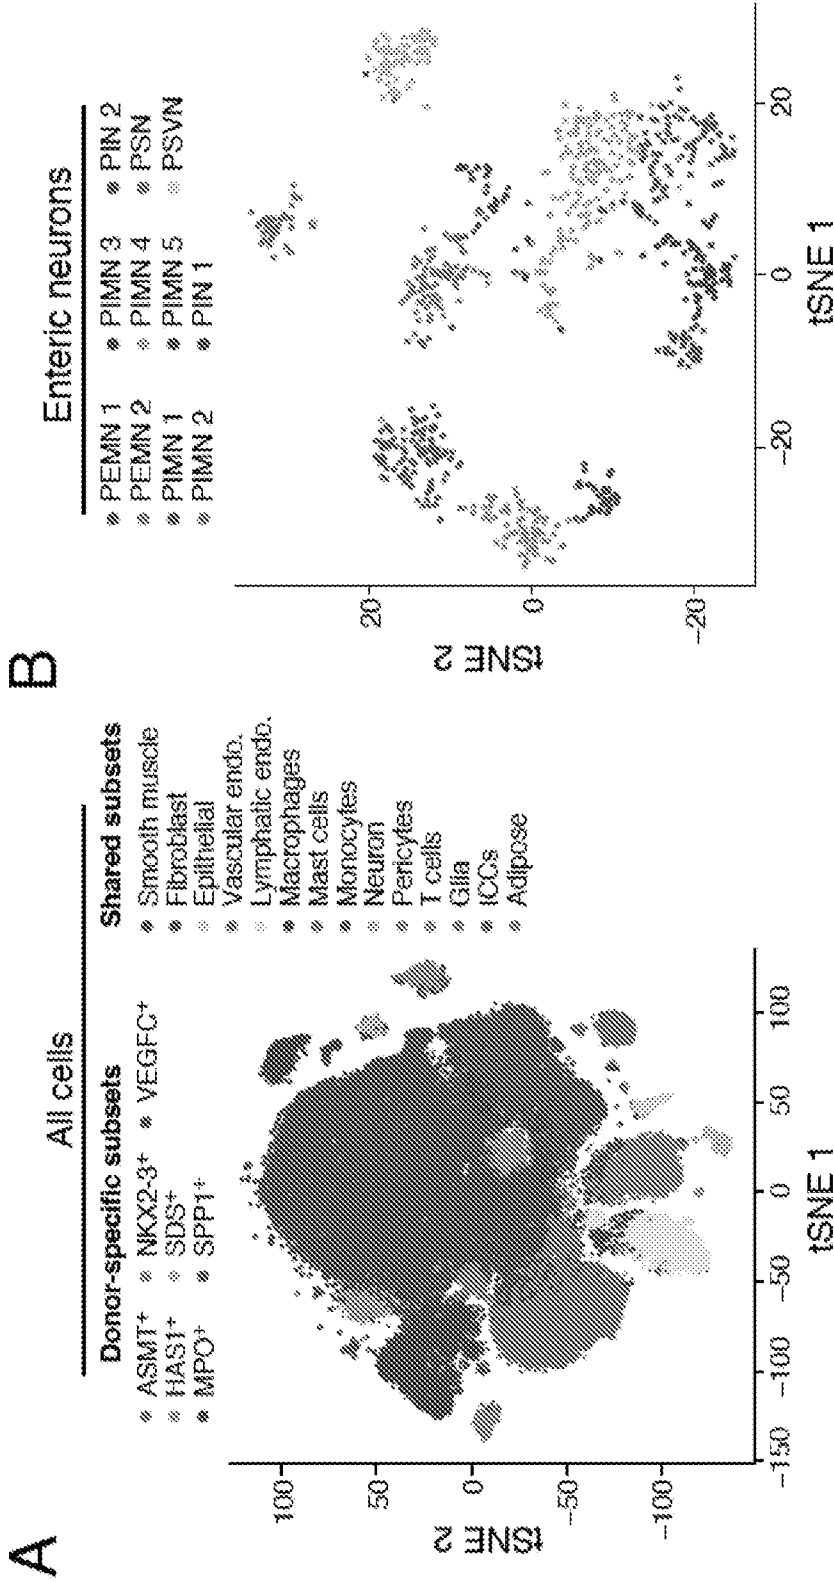 A
All cells
Donor-specific subsets
ASMT⁺
HAS1⁺
MPO⁺
NKX2-3⁺
SDS⁺
SPP1⁺
VEGFC⁺
Shared subsets
Smooth muscle
Fibroblast
Epithelial
Vascular endo.
Lymphatic endo.
Macrophages
Mast cells
Monocytes
Neuron
Pericytes
T cells
Glia
ICCs
Adipose
tSNE 2
100
50
0
−50
−100
−150
−100
−50
0
50
100
tSNE 1
B
Enteric neurons
PEMN 1
PEMN 2
PIMN 1
PIMN 2
PIMN 3
PIMN 4
PIMN 5
PIN 1
PIN 2
PSN
PSVN
tSNE 2
20
0
−20
−20
0
20
tSNE 1